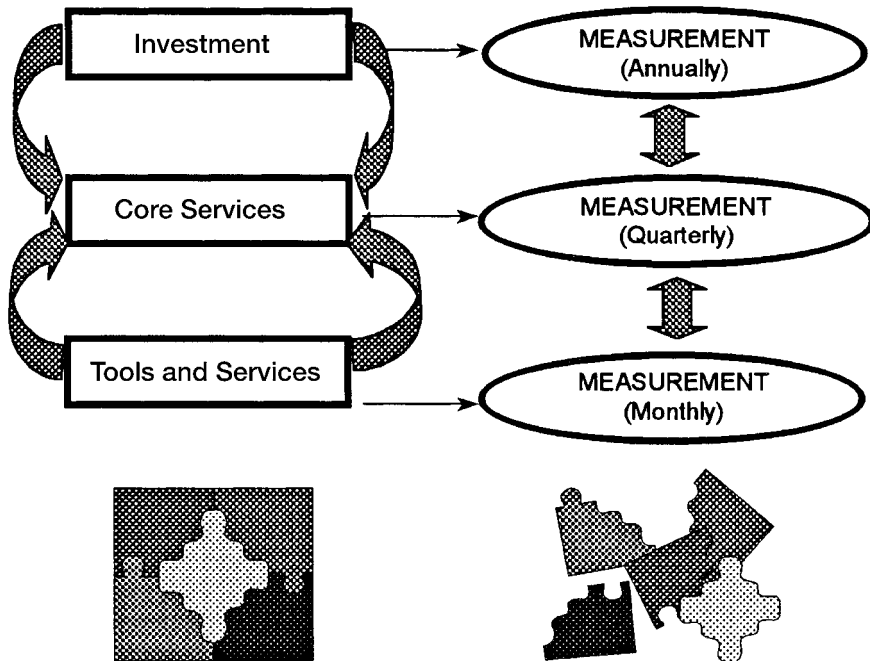 Investment
MEASUREMENT
(Annually)
Core Services
MEASUREMENT
(Quarterly)
Tools and Services
MEASUREMENT
(Monthly)